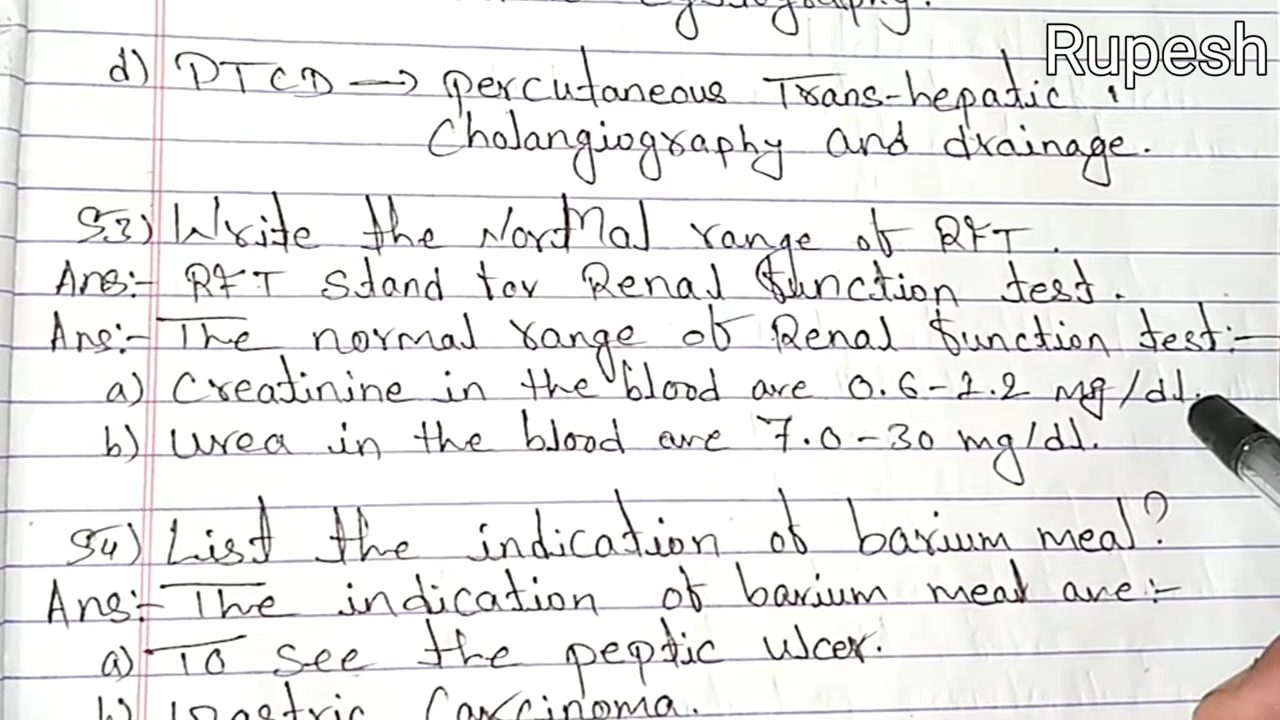 Rupesh
d) PTCD → percutaneous Trans-hepatic
Cholangiography and drainage.
53) Write the Normal range of RFT.
Ans:- RFT stand for Renal function test.
Ans:- The normal range of Renal function test:-
a) Creatinine in the blood are 0.6-1.2 mg/dl.
b) Urea in the blood are 7.0-30 mg/dl.
54) List the indication of barium meal?
Ans:- The indication of barium meal are:-
a) To see the peptic ulcer.
b) Gastric Carcinoma.